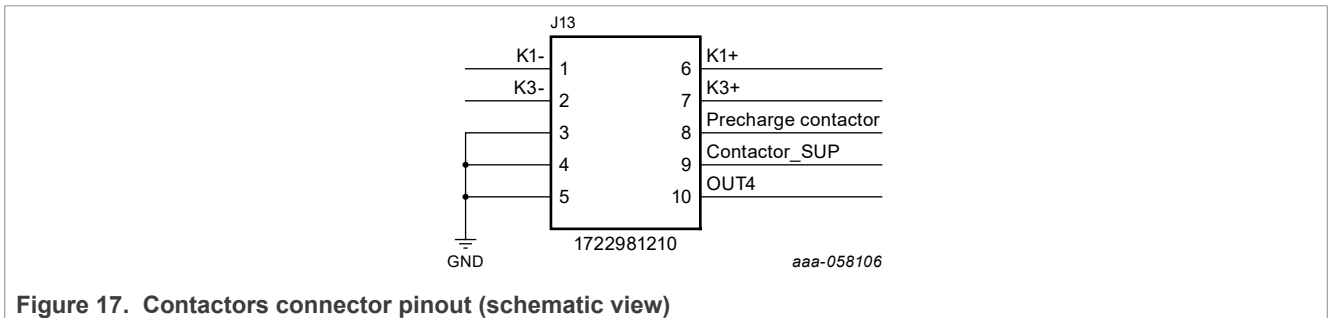 J13
K1- 1 6 K1+
K3- 2 7 K3+
3 8 Precharge contactor
4 9 Contactor_SUP
5 10 OUT4
1722981210
GND aaa-058106
Figure 17. Contactors connector pinout (schematic view)